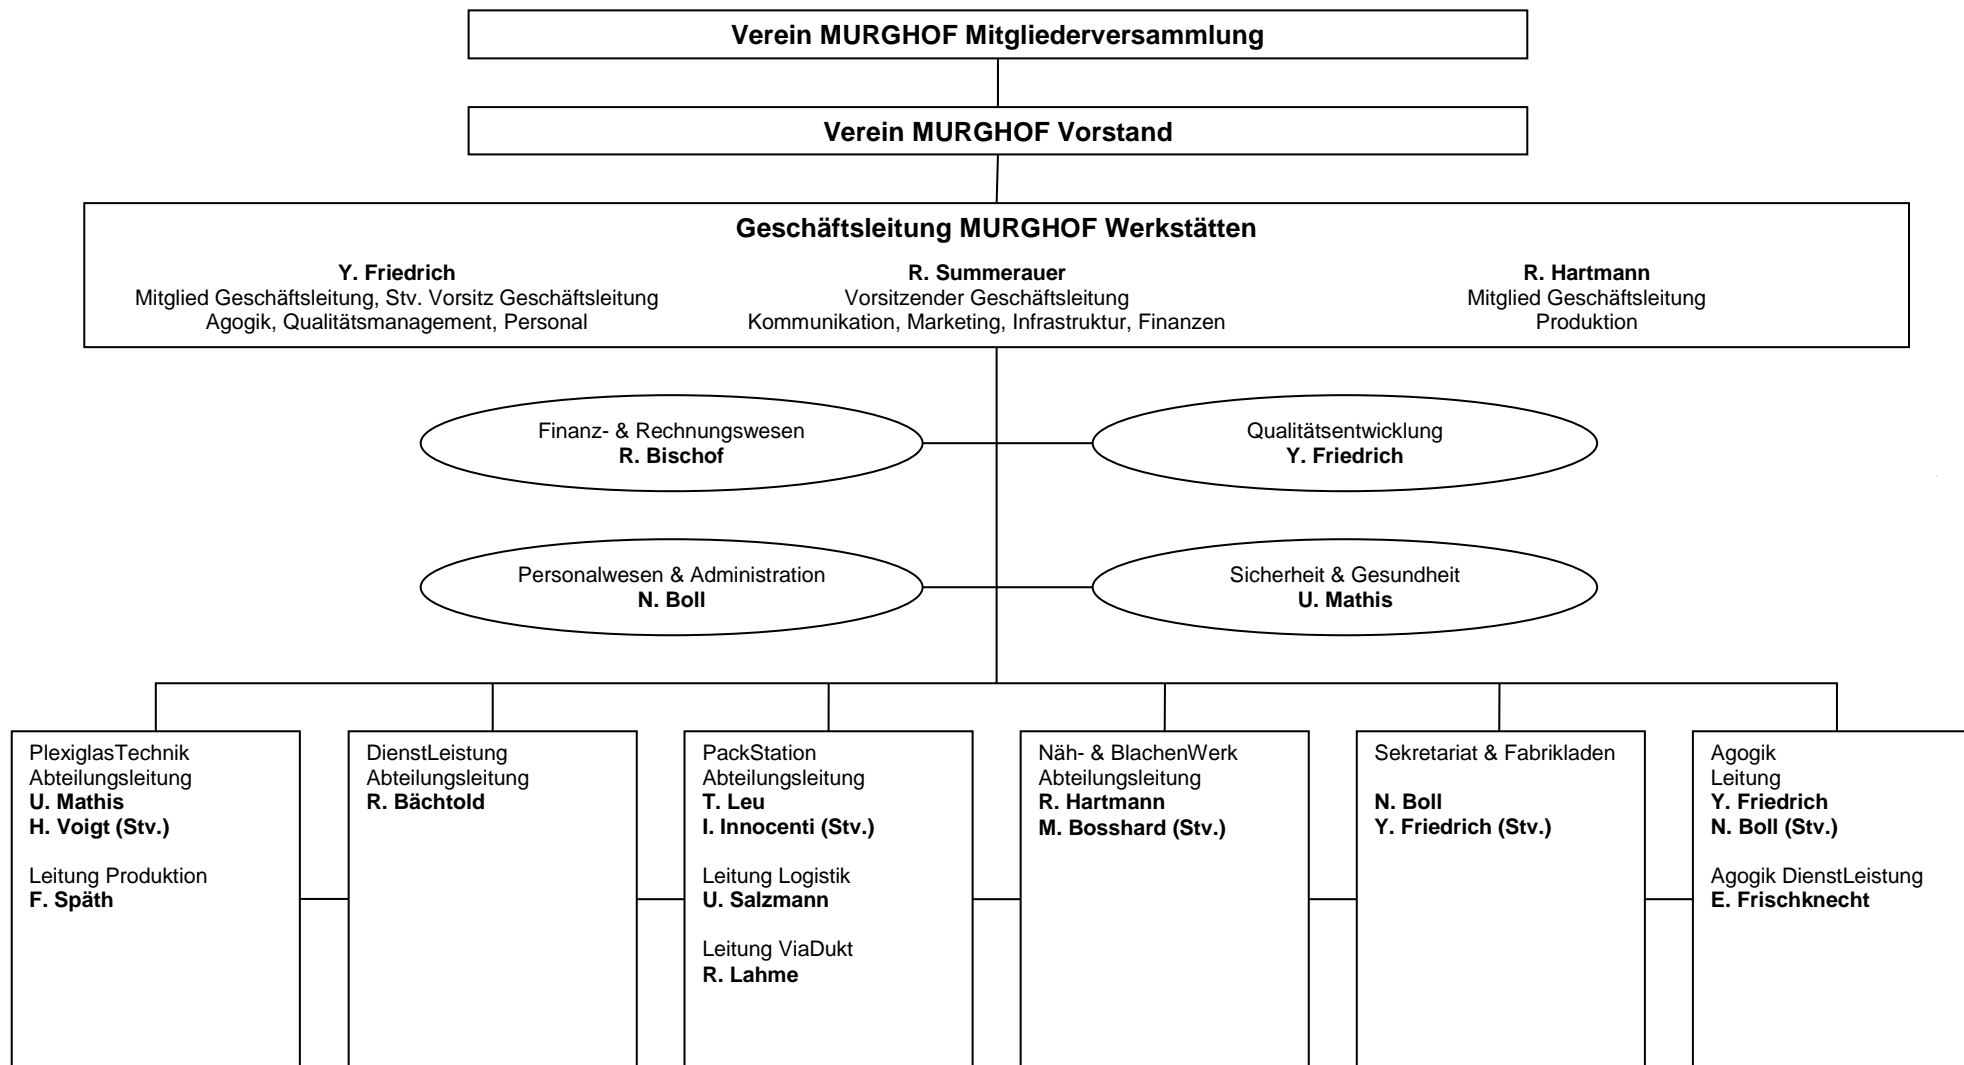 Verein MURGHOF Mitgliederversammlung
Verein MURGHOF Vorstand
Geschäftsleitung MURGHOF Werkstätten
Y. Friedrich
Mitglied Geschäftsleitung, Stv. Vorsitz Geschäftsleitung
Agogik, Qualitätsmanagement, Personal
R. Summerauer
Vorsitzender Geschäftsleitung
Kommunikation, Marketing, Infrastruktur, Finanzen
R. Hartmann
Mitglied Geschäftsleitung
Produktion
Finanz- & Rechnungswesen
R. Bischof
Qualitätsentwicklung
Y. Friedrich
Personalwesen & Administration
N. Boll
Sicherheit & Gesundheit
U. Mathis
PlexiglasTechnik
Abteilungsleitung
U. Mathis
H. Voigt (Stv.)
Leitung Produktion
F. Späth
DienstLeistung
Abteilungsleitung
R. Bächtold
PackStation
Abteilungsleitung
T. Leu
I. Innocenti (Stv.)
Leitung Logistik
U. Salzmann
Leitung ViaDukt
R. Lahme
Näh- & BlachenWerk
Abteilungsleitung
R. Hartmann
M. Bosshard (Stv.)
Sekretariat & Fabrikladen
N. Boll
Y. Friedrich (Stv.)
Agogik
Leitung
Y. Friedrich
N. Boll (Stv.)
Agogik DienstLeistung
E. Frischknecht